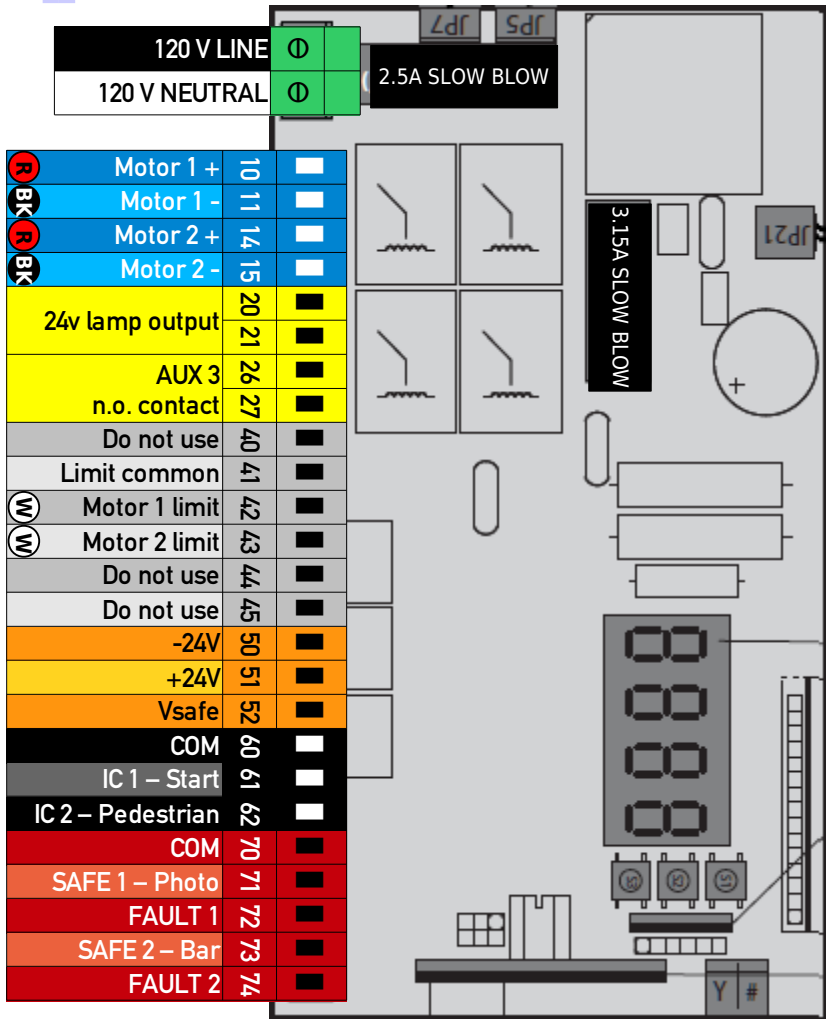 JP7 JP5
120 V LINE
120 V NEUTRAL
2.5A SLOW BLOW
R Motor 1 + 10
BK Motor 1 - 11
R Motor 2 + 14
BK Motor 2 - 15
3.15A SLOW BLOW
JP21
24v lamp output 20
21
AUX 3 26
n.o. contact 27
+
Do not use 40
Limit common 41
W Motor 1 limit 42
W Motor 2 limit 43
Do not use 44
Do not use 45
-24V 50
+24V 51
Vsafe 52
COM 60
IC 1 – Start 61
IC 2 – Pedestrian 62
COM 70
SAFE 1 – Photo 71
FAULT 1 72
SAFE 2 – Bar 73
FAULT 2 74
S3 S2 S1
Y #